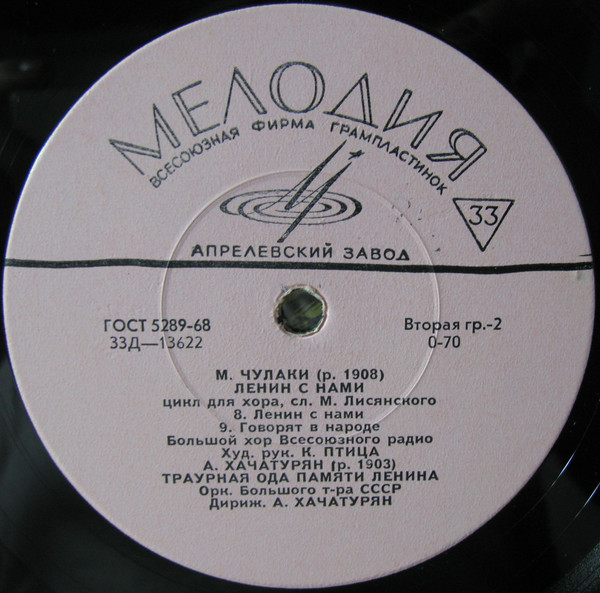 МЕЛОДИЯ
ВСЕСОЮЗНАЯ ФИРМА ГРАМПЛАСТИНОК
33
АПРЕЛЕВСКИЙ ЗАВОД
ГОСТ 5289-68
Вторая гр.-2
33Д—13622
0-70
М. ЧУЛАКИ (р. 1908)
ЛЕНИН С НАМИ
цикл для хора, сл. М. Лисянского
8. Ленин с нами
9. Говорят в народе
Большой хор Всесоюзного радио
Худ. рук. К. ПТИЦА
А. ХАЧАТУРЯН (р. 1903)
ТРАУРНАЯ ОДА ПАМЯТИ ЛЕНИНА
Орк. Большого т-ра СССР
Дириж. А. ХАЧАТУРЯН